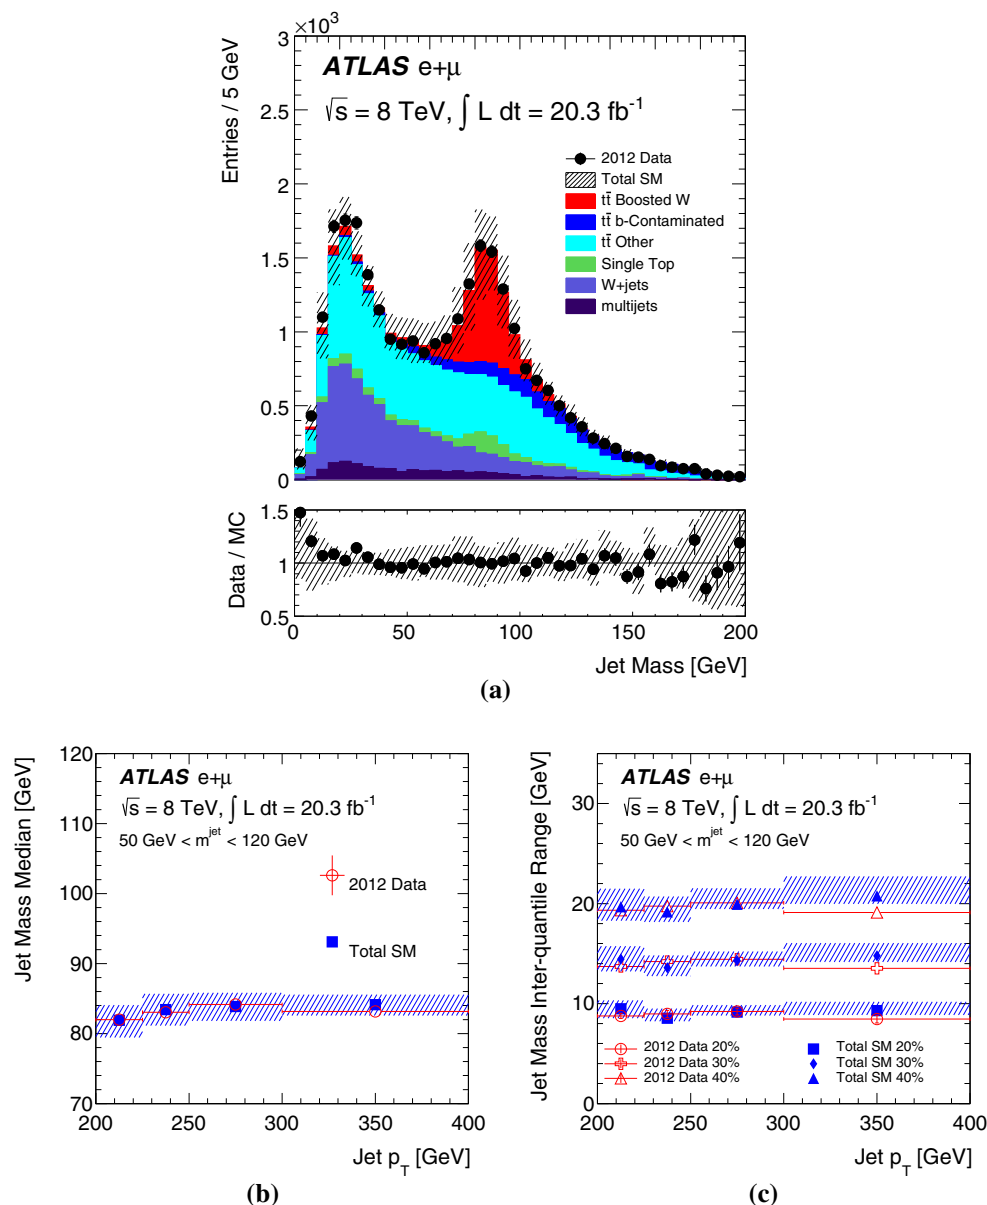 ×10³
Entries / 5 GeV
3
2.5
2
1.5
1
0.5
0
ATLAS e+μ
√s = 8 TeV, ∫ L dt = 20.3 fb⁻¹
2012 Data
Total SM
tt̄ Boosted W
tt̄ b-Contaminated
tt̄ Other
Single Top
W+jets
multijets
Data / MC
1.5
1
0.5
0 50 100 150 200
Jet Mass [GeV]
(a)
Jet Mass Median [GeV]
120
110
100
90
80
70
ATLAS e+μ
√s = 8 TeV, ∫ L dt = 20.3 fb⁻¹
50 GeV < m^jet < 120 GeV
2012 Data
Total SM
200 250 300 350 400
Jet p_T [GeV]
(b)
Jet Mass Inter-quantile Range [GeV]
30
20
10
0
ATLAS e+μ
√s = 8 TeV, ∫ L dt = 20.3 fb⁻¹
50 GeV < m^jet < 120 GeV
2012 Data 20%
2012 Data 30%
2012 Data 40%
Total SM 20%
Total SM 30%
Total SM 40%
200 250 300 350 400
Jet p_T [GeV]
(c)